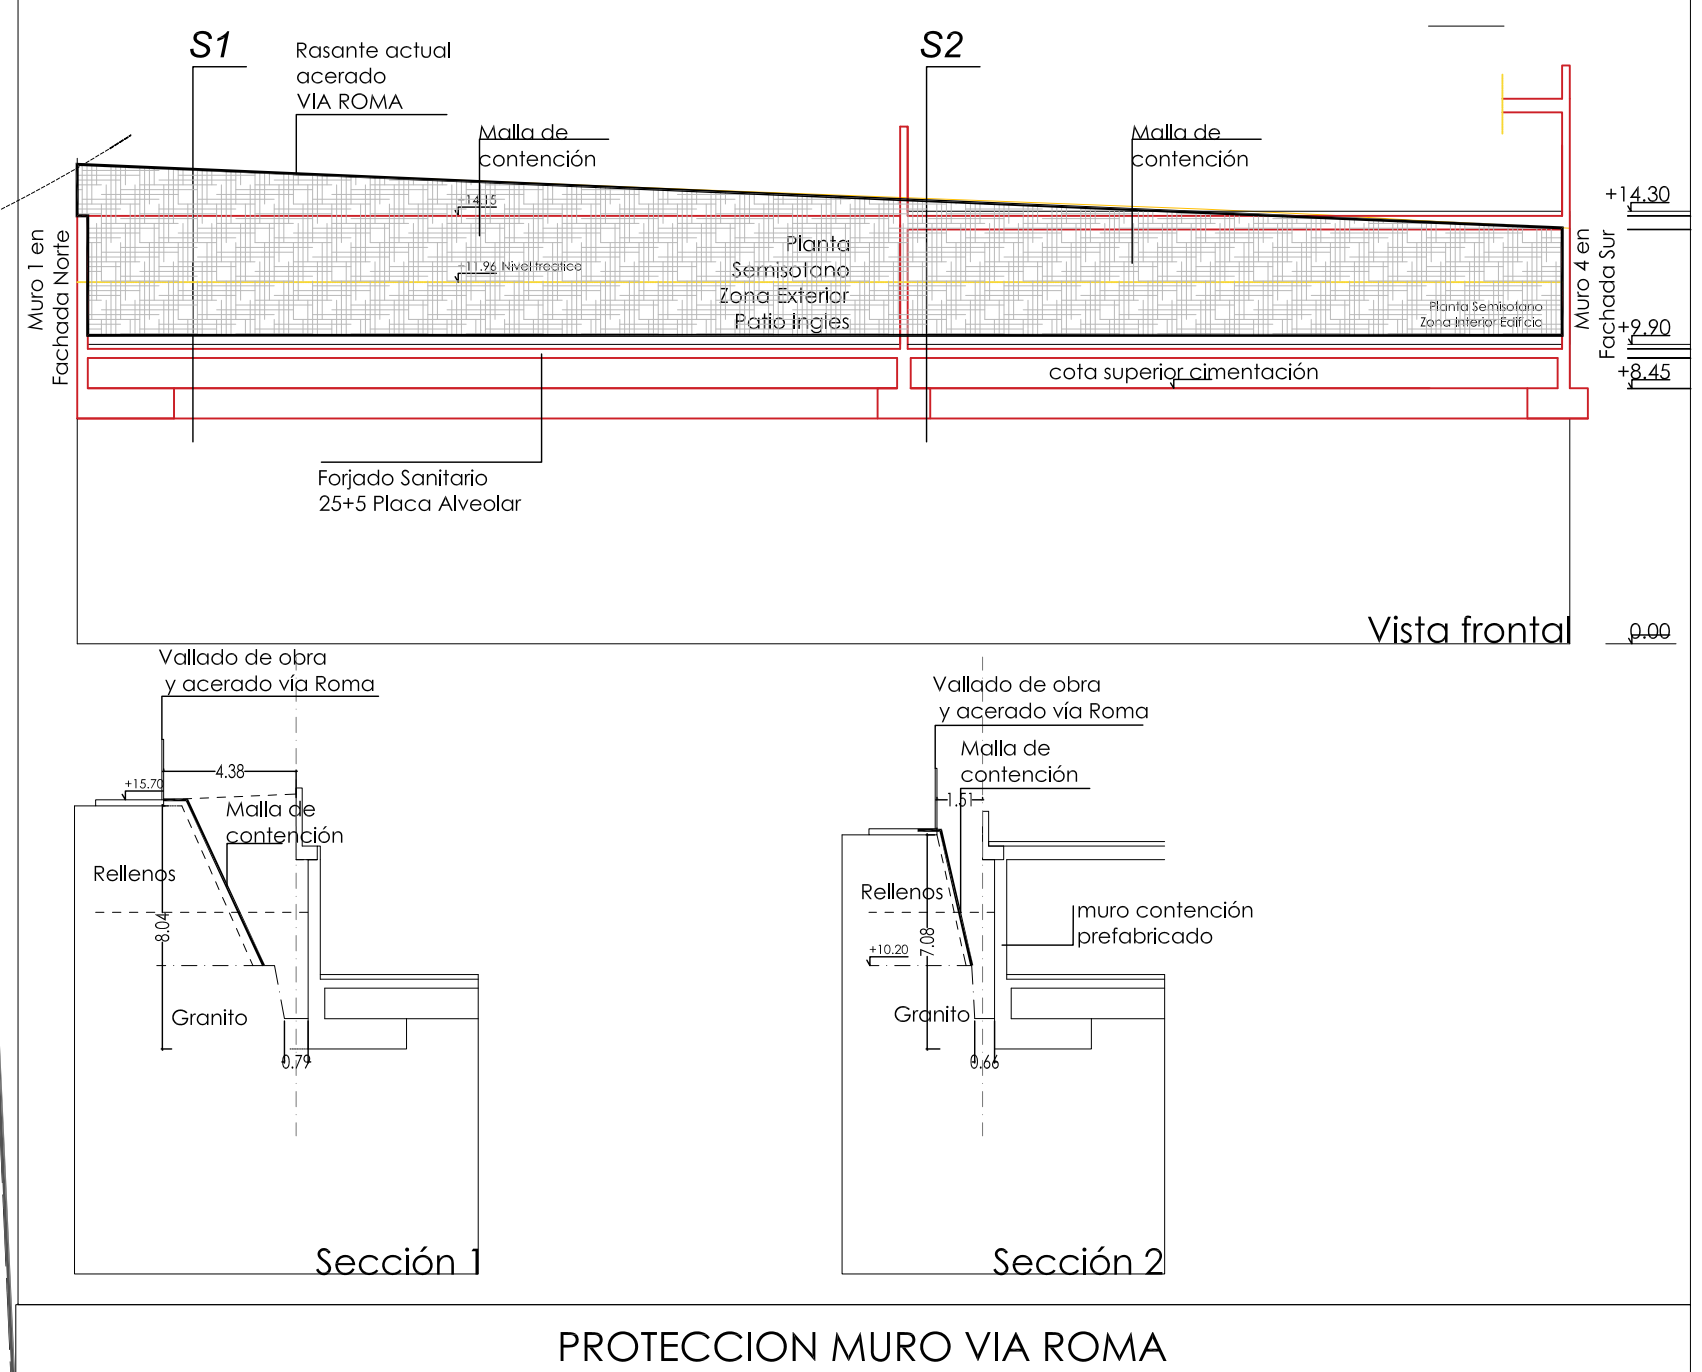 S1
Rasante actual
acerado
VIA ROMA
S2
Malla de
contención
Malla de
contención
+14.30
+14.15
Muro 1 en
Fachada Norte
Planta
Semisotano
Zona Exterior
Patio Ingles
+11.96 Nivel freatico
Planta Semisotano
Zona Interior Edificio
Muro 4 en
Fachada Sur
+9.90
cota superior cimentación
+8.45
Forjado Sanitario
25+5 Placa Alveolar
Vista frontal
0.00
Vallado de obra
y acerado vía Roma
4.38
+15.70
Malla de
contención
Rellenos
8.04
Granito
0.79
Sección 1
Vallado de obra
y acerado vía Roma
Malla de
contención
1.51
Rellenos
muro contención
prefabricado
+10.20
7.08
Granito
0.66
Sección 2
PROTECCION MURO VIA ROMA